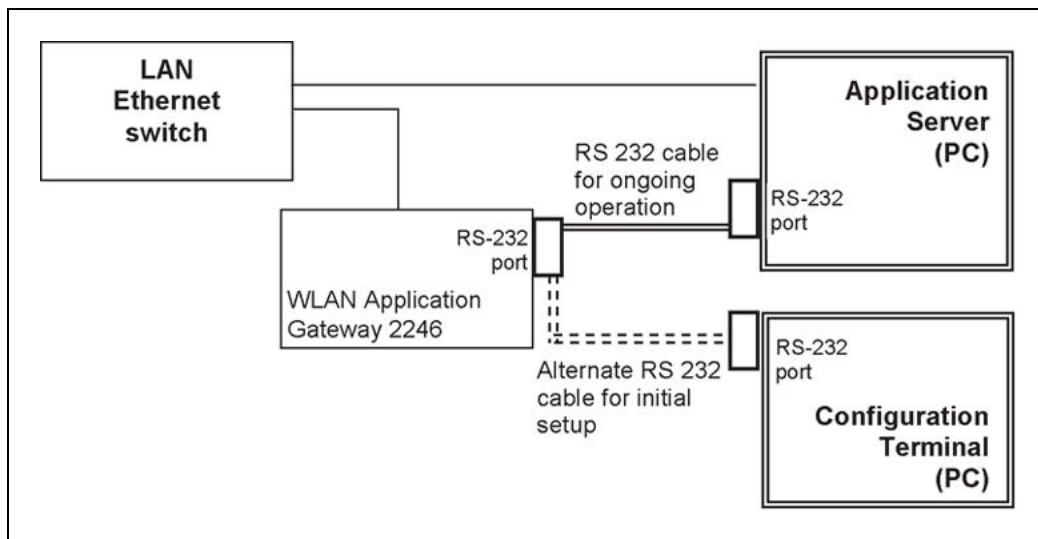 LAN
Ethernet
switch
Application
Server
(PC)
RS 232 cable
for ongoing
operation
RS-232
port
RS-232
port
WLAN Application
Gateway 2246
Alternate RS 232
cable for initial
setup
RS-232
port
Configuration
Terminal
(PC)